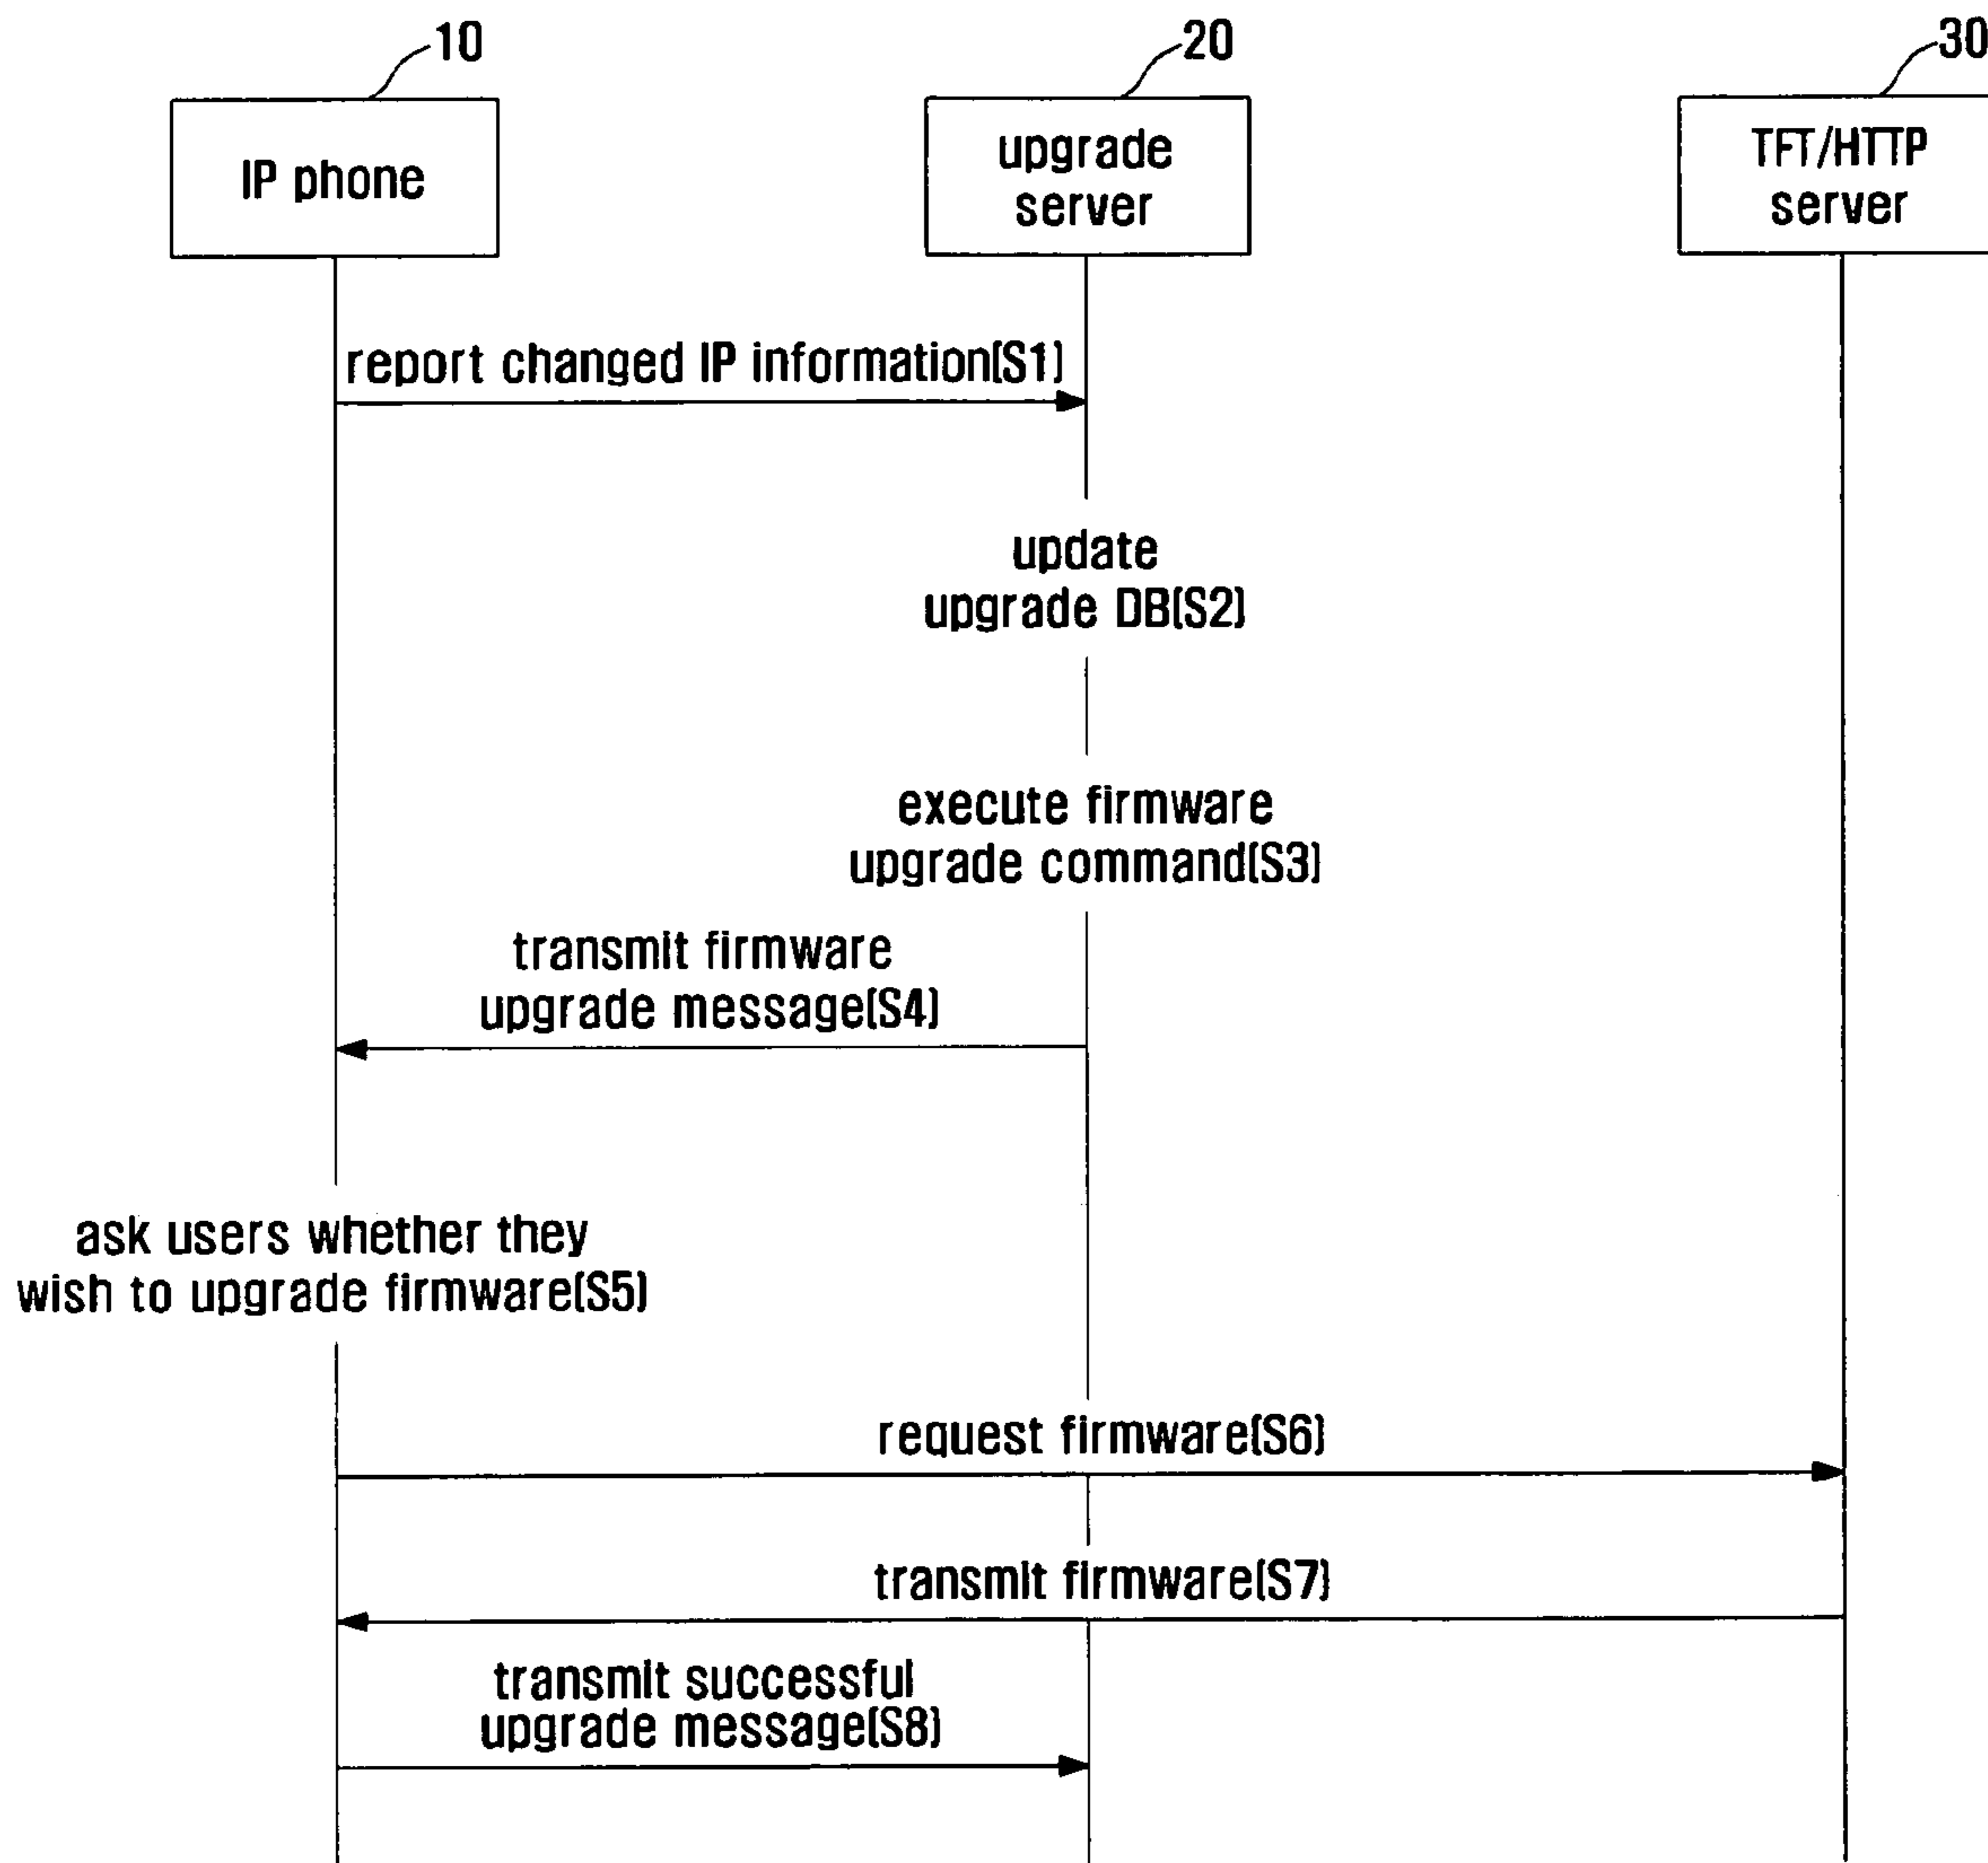 10
20
30
IP phone
upgrade
server
TFT/HTTP
server
report changed IP information(S1)
update
upgrade DB(S2)
execute firmware
upgrade command(S3)
transmit firmware
upgrade message(S4)
ask users whether they
wish to upgrade firmware(S5)
request firmware(S6)
transmit firmware(S7)
transmit successful
upgrade message(S8)